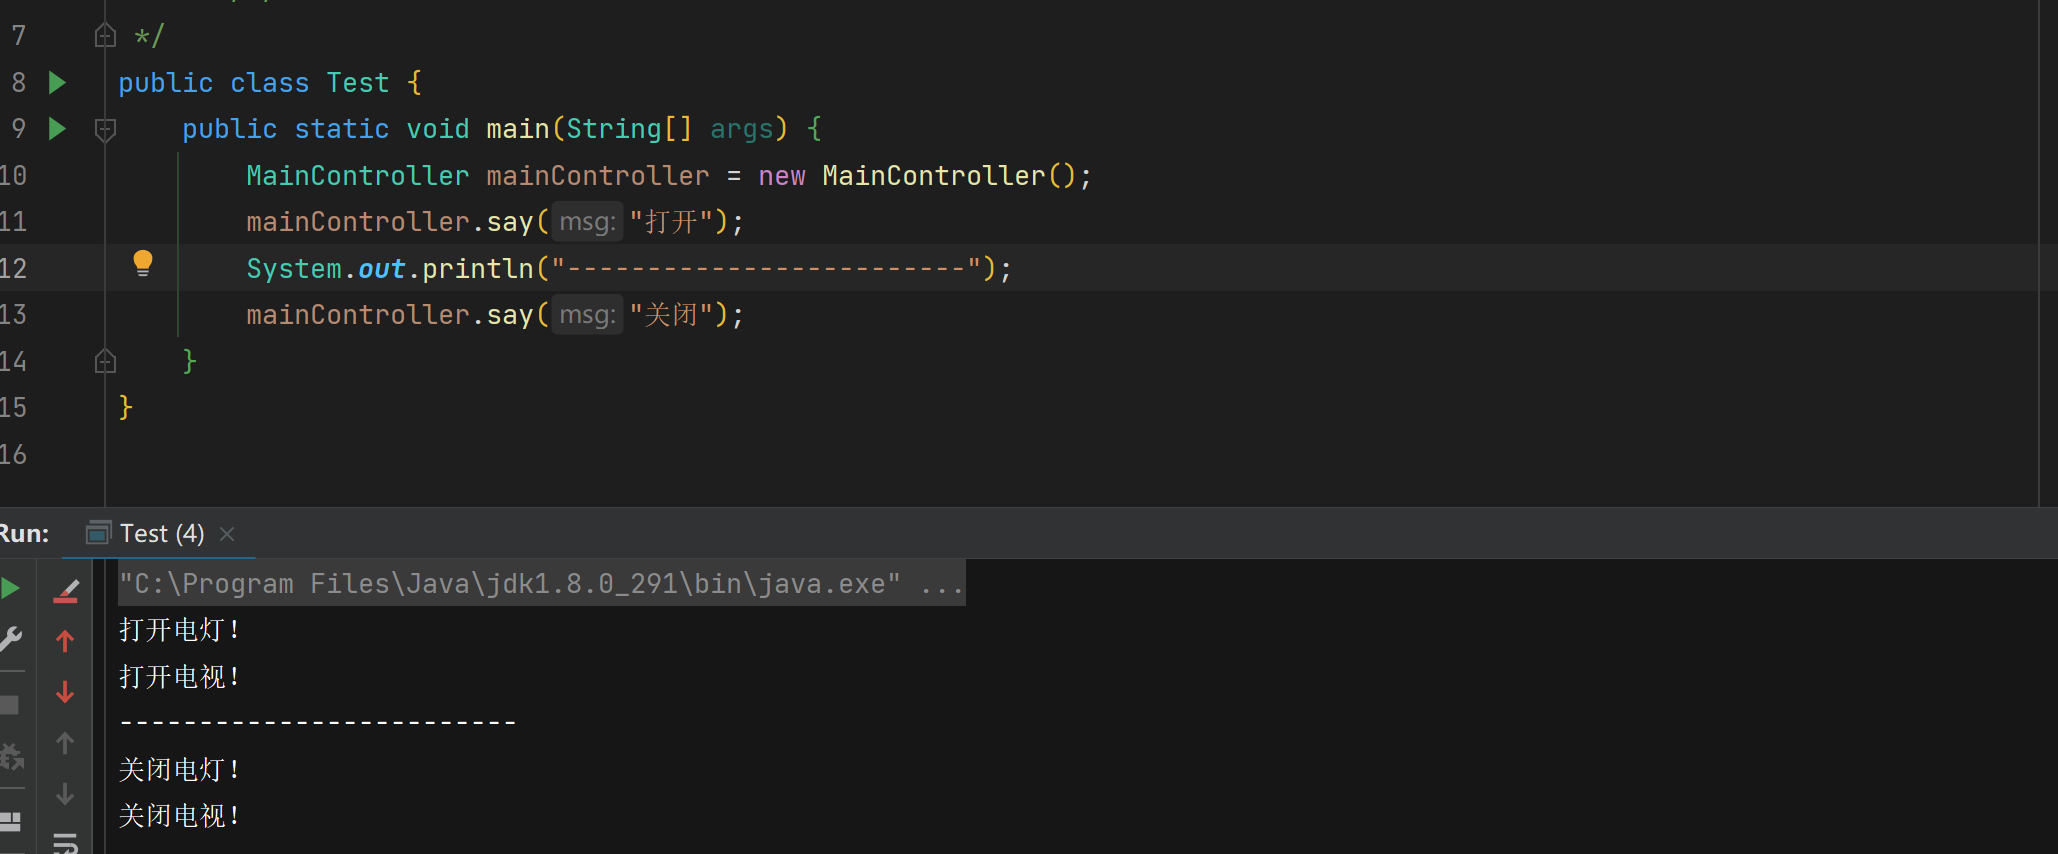 7 */
8 public class Test {
9 public static void main(String[] args) {
10 MainController mainController = new MainController();
11 mainController.say( msg: "打开");
12 System.out.println("-------------------------");
13 mainController.say( msg: "关闭");
14 }
15 }
16
Run: Test (4)
"C:\Program Files\Java\jdk1.8.0_291\bin\java.exe" ...
打开电灯!
打开电视!
-------------------------
关闭电灯!
关闭电视!